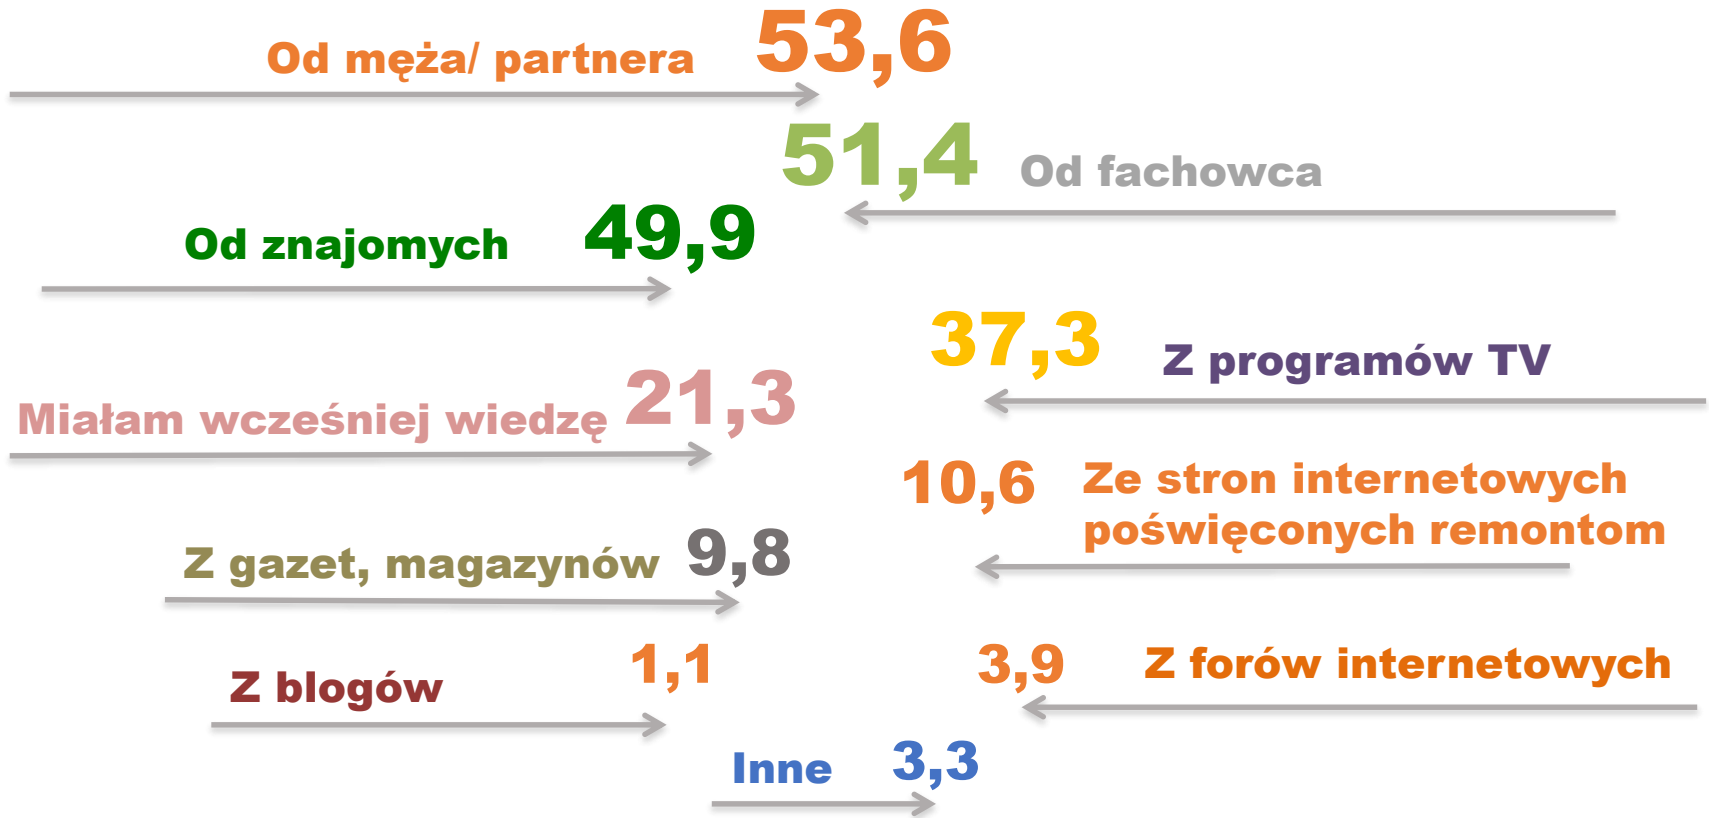 Od męża/ partnera 53,6
51,4 Od fachowca
Od znajomych 49,9
37,3 Z programów TV
Miałam wcześniej wiedzę 21,3
10,6 Ze stron internetowych
poświęconych remontom
Z gazet, magazynów 9,8
Z blogów 1,1
3,9 Z forów internetowych
Inne 3,3